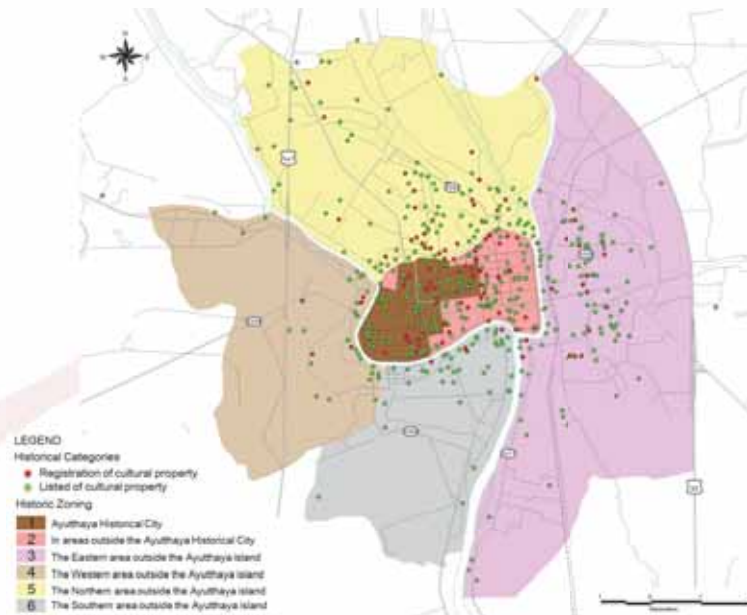 LEGEND
Historical Categories
Registration of cultural property
Listed of cultural property
Historic Zoning
1 Ayutthaya Historical City
2 In areas outside the Ayutthaya Historical City
3 The Eastern area outside the Ayutthaya island
4 The Western area outside the Ayutthaya island
5 The Northern area outside the Ayutthaya island
6 The Southern area outside the Ayutthaya island